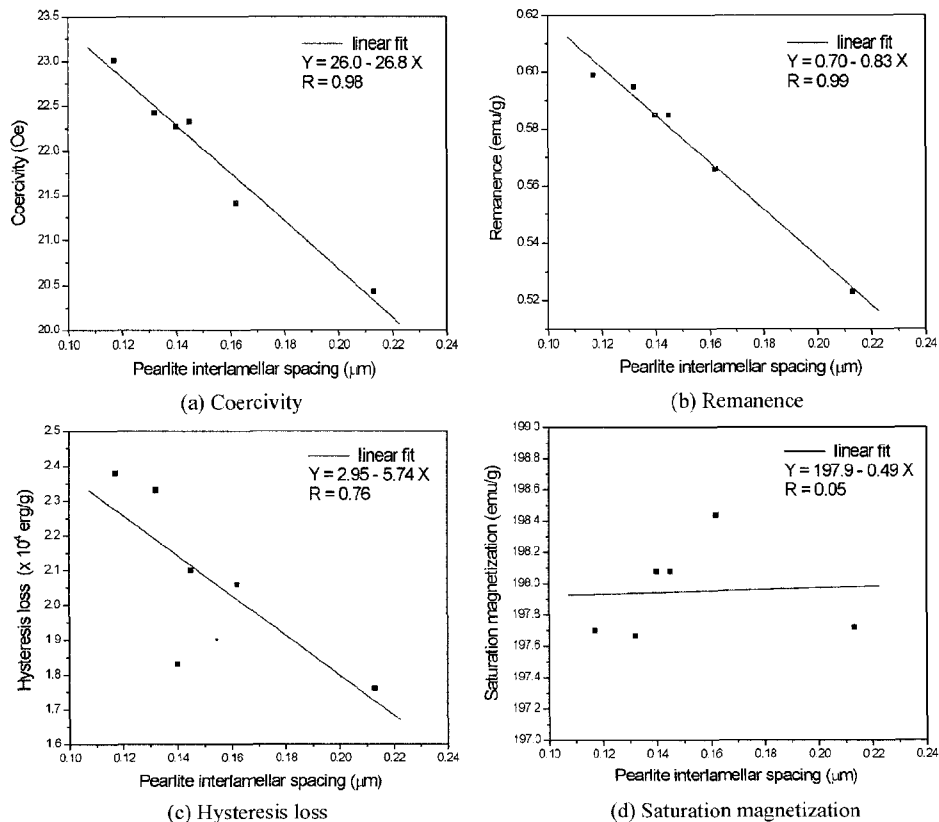 23.5
23.0
22.5
22.0
21.5
21.0
20.5
20.0
Coercivity (Oe)
linear fit
Y = 26.0 - 26.8 X
R = 0.98
0.10 0.12 0.14 0.16 0.18 0.20 0.22 0.24
Pearlite interlamellar spacing (μm)
(a) Coercivity
0.62
0.60
0.58
0.56
0.54
0.52
Remanence (emu/g)
linear fit
Y = 0.70 - 0.83 X
R = 0.99
0.10 0.12 0.14 0.16 0.18 0.20 0.22 0.24
Pearlite interlamellar spacing (μm)
(b) Remanence
2.5
2.4
2.3
2.2
2.1
2.0
1.9
1.8
1.7
1.6
Hysteresis loss (x 10⁴ erg/g)
linear fit
Y = 2.95 - 5.74 X
R = 0.76
0.10 0.12 0.14 0.16 0.18 0.20 0.22 0.24
Pearlite interlamellar spacing (μm)
(c) Hysteresis loss
199.0
198.8
198.6
198.4
198.2
198.0
197.8
197.6
197.4
197.2
197.0
Saturation magnetization (emu/g)
linear fit
Y = 197.9 - 0.49 X
R = 0.05
0.10 0.12 0.14 0.16 0.18 0.20 0.22 0.24
Pearlite interlamellar spacing (μm)
(d) Saturation magnetization